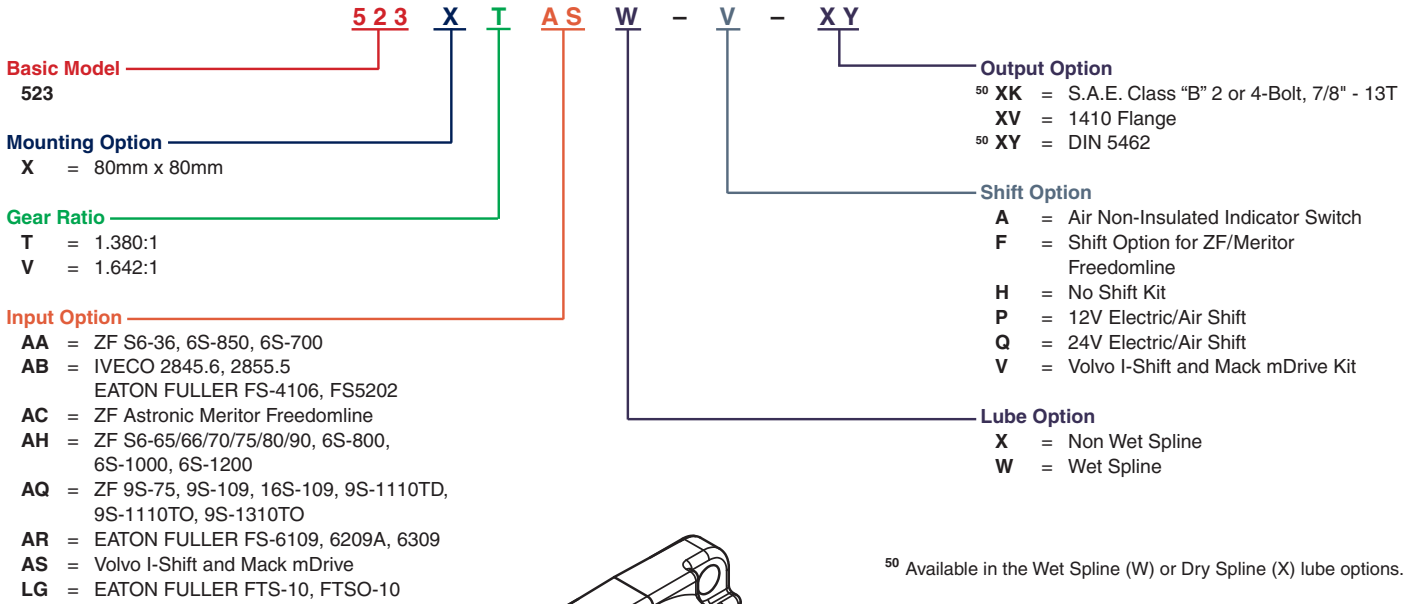 523 X T AS W – V – XY
Basic Model
523
Mounting Option
X = 80mm x 80mm
Gear Ratio
T = 1.380:1
V = 1.642:1
Input Option
AA = ZF S6-36, 6S-850, 6S-700
AB = IVECO 2845.6, 2855.5
EATON FULLER FS-4106, FS5202
AC = ZF Astronic Meritor Freedomline
AH = ZF S6-65/66/70/75/80/90, 6S-800,
6S-1000, 6S-1200
AQ = ZF 9S-75, 9S-109, 16S-109, 9S-1110TD,
9S-1110TO, 9S-1310TO
AR = EATON FULLER FS-6109, 6209A, 6309
AS = Volvo I-Shift and Mack mDrive
LG = EATON FULLER FTS-10, FTSO-10
Output Option
50 XK = S.A.E. Class “B” 2 or 4-Bolt, 7/8" - 13T
XV = 1410 Flange
50 XY = DIN 5462
Shift Option
A = Air Non-Insulated Indicator Switch
F = Shift Option for ZF/Meritor
Freedomline
H = No Shift Kit
P = 12V Electric/Air Shift
Q = 24V Electric/Air Shift
V = Volvo I-Shift and Mack mDrive Kit
Lube Option
X = Non Wet Spline
W = Wet Spline
50 Available in the Wet Spline (W) or Dry Spline (X) lube options.